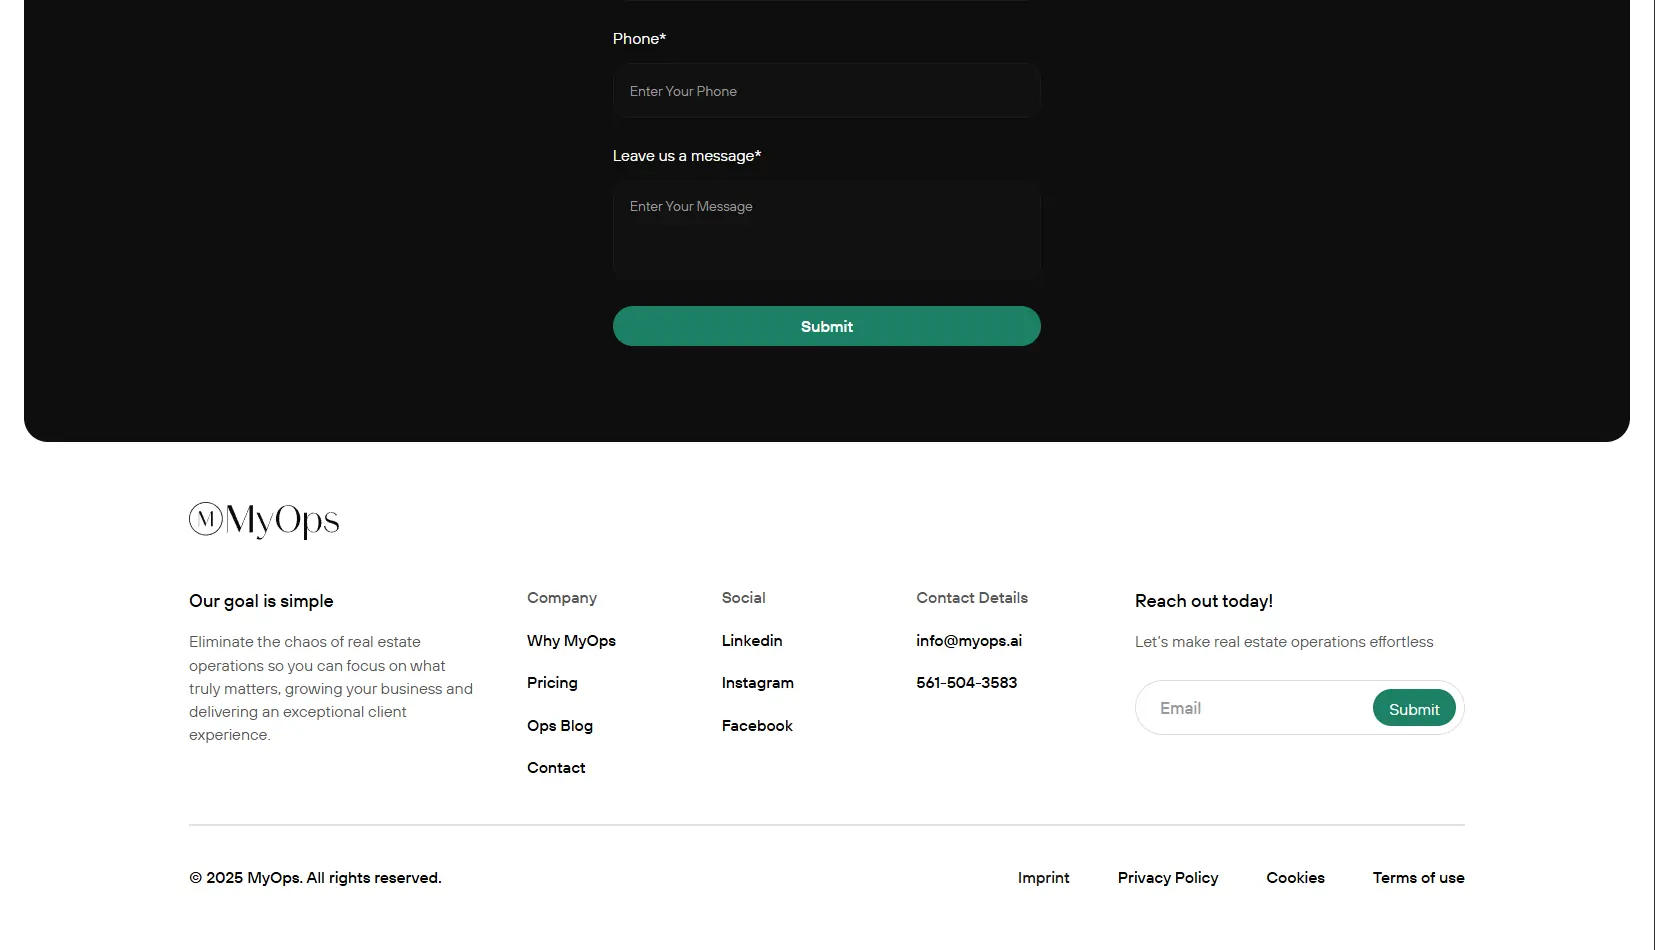 Phone*
Enter Your Phone
Leave us a message*
Enter Your Message
Submit
M MyOps
Our goal is simple
Eliminate the chaos of real estate
operations so you can focus on what
truly matters, growing your business and
delivering an exceptional client
experience.
Company
Why MyOps
Pricing
Ops Blog
Contact
Social
Linkedin
Instagram
Facebook
Contact Details
info@myops.ai
561-504-3583
Reach out today!
Let's make real estate operations effortless
Email
Submit
© 2025 MyOps. All rights reserved.
Imprint
Privacy Policy
Cookies
Terms of use